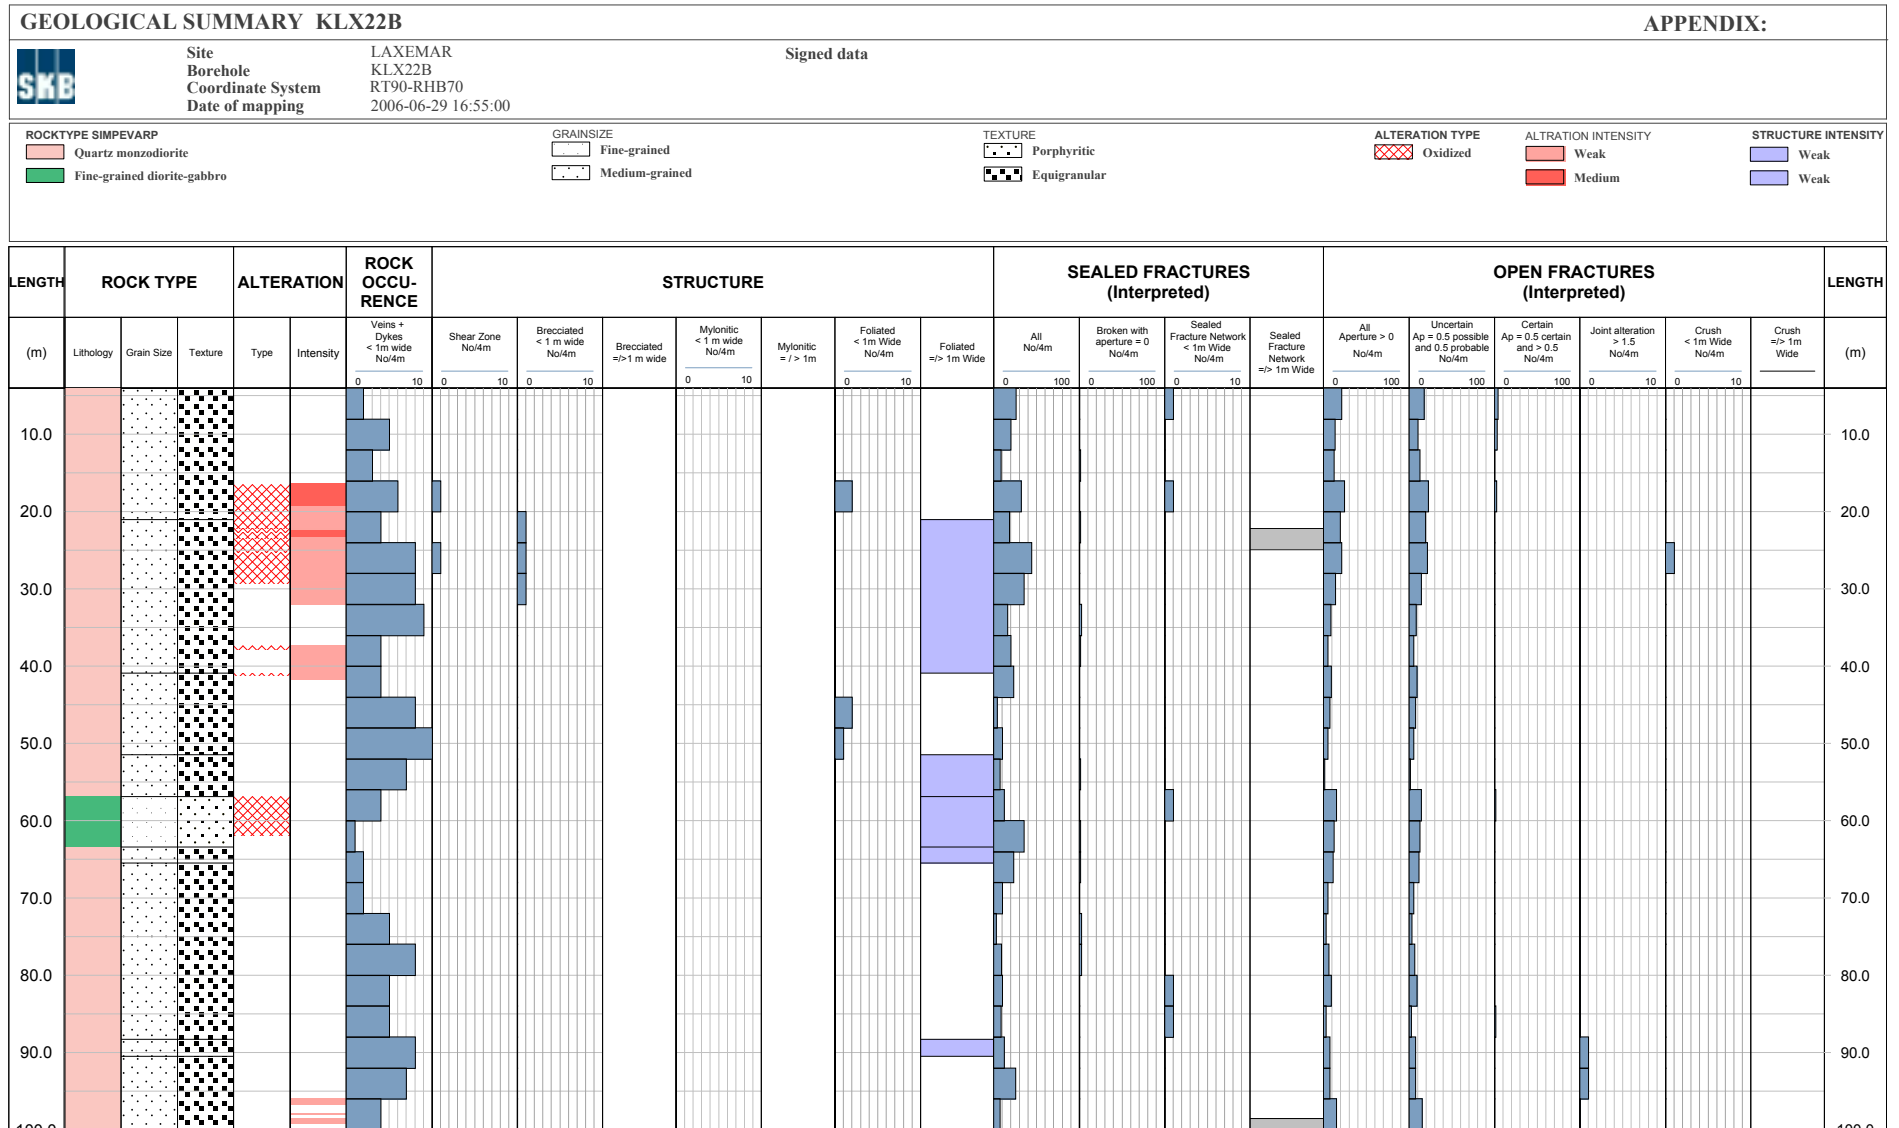 GEOLOGICAL SUMMARY KLX22B
APPENDIX:
SKB
Site LAXEMAR
Borehole KLX22B
Coordinate System RT90-RHB70
Date of mapping 2006-06-29 16:55:00
Signed data
ROCKTYPE SIMPEVARP
Quartz monzodiorite
Fine-grained diorite-gabbro
GRAINSIZE
Fine-grained
Medium-grained
TEXTURE
Porphyritic
Equigranular
ALTERATION TYPE
Oxidized
ALTRATION INTENSITY
Weak
Medium
STRUCTURE INTENSITY
Weak
Weak
LENGTH
ROCK TYPE
ALTERATION
ROCK
OCCU-
RENCE
STRUCTURE
SEALED FRACTURES
(Interpreted)
OPEN FRACTURES
(Interpreted)
LENGTH
(m)
Lithology
Grain Size
Texture
Type
Intensity
Veins +
Dykes
< 1m wide
No/4m
0 10
Shear Zone
No/4m
0 10
Brecciated
< 1 m wide
No/4m
0 10
Brecciated
=/>1 m wide
Mylonitic
< 1 m wide
No/4m
0 10
Mylonitic
= / > 1m
Foliated
< 1m Wide
No/4m
0 10
Foliated
=/> 1m Wide
All
No/4m
0 100
Broken with
aperture = 0
No/4m
0 100
Sealed
Fracture Network
< 1m Wide
No/4m
0 10
Sealed
Fracture
Network
=/> 1m Wide
All
Aperture > 0
No/4m
0 100
Uncertain
Ap = 0.5 possible
and 0.5 probable
No/4m
0 100
Certain
Ap = 0.5 certain
and > 0.5
No/4m
0 100
Joint alteration
> 1.5
No/4m
0 10
Crush
< 1m Wide
No/4m
0 10
Crush
=/> 1m
Wide
(m)
10.0 10.0
20.0 20.0
30.0 30.0
40.0 40.0
50.0 50.0
60.0 60.0
70.0 70.0
80.0 80.0
90.0 90.0
100.0 100.0